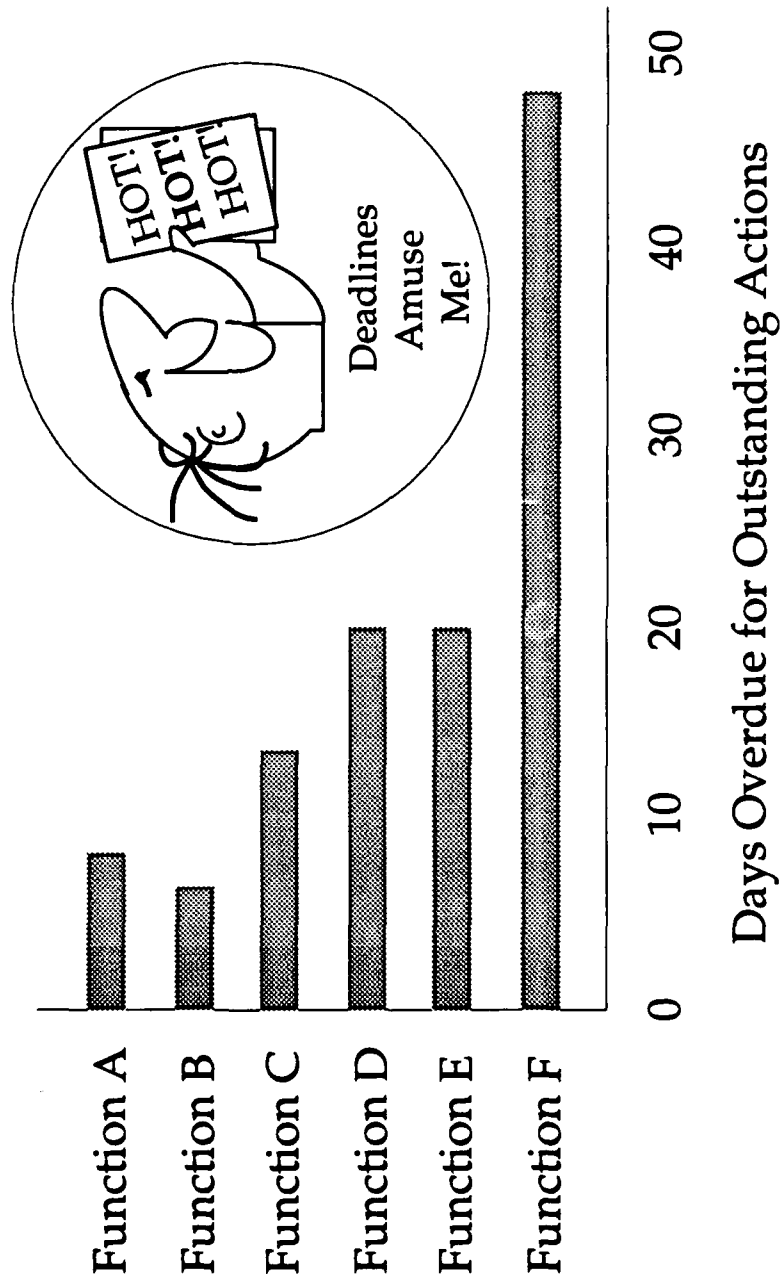 HOT!
HOT!
HOT!
Deadlines
Amuse
Me!
Function A
Function B
Function C
Function D
Function E
Function F
0 10 20 30 40 50
Days Overdue for Outstanding Actions